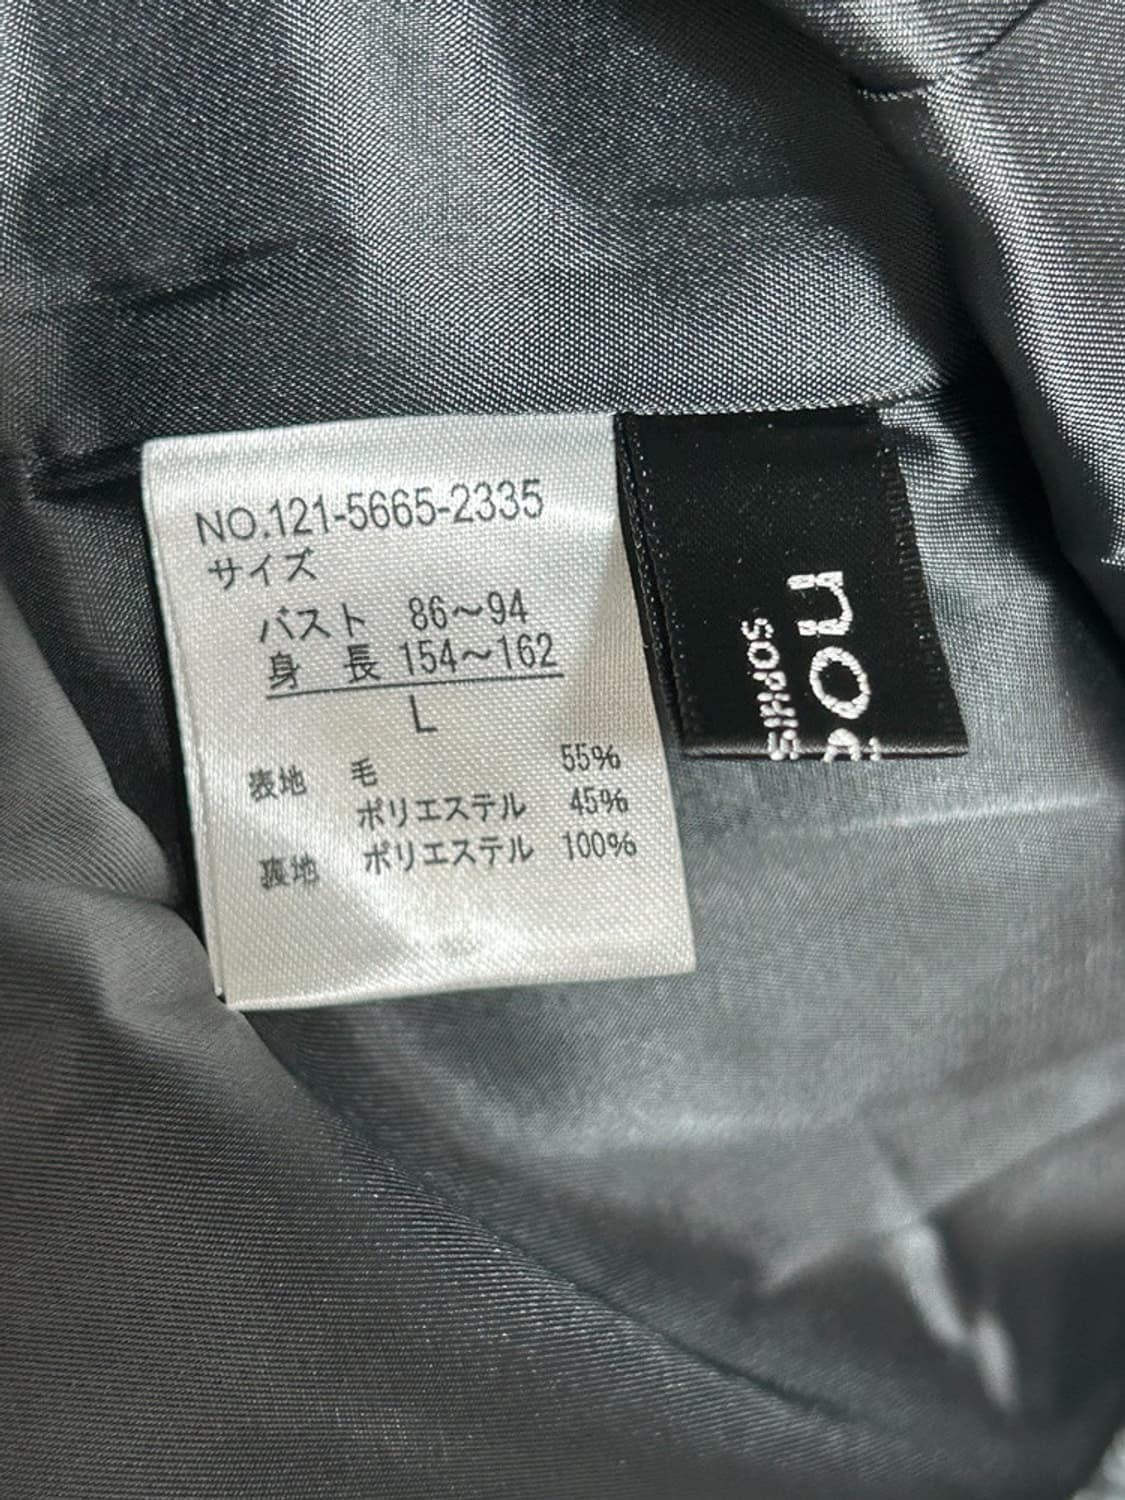 NO.121-5665-2335
サイズ
バスト 86～94
身 長 154～162
L
表地 毛 55%
ポリエステル 45%
裏地 ポリエステル 100%